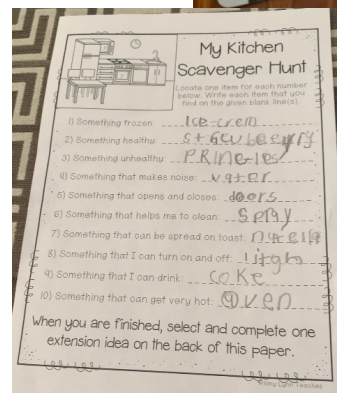 My Kitchen
Scavenger Hunt
Locate one item for each number
below. Write each item that you
find on the given blank line(s).
1) Something frozen: Ice-crem
2) Something healthy: stGwbeerry
3) Something unhealthy: PRINGles
4) Something that makes noise: water
5) Something that opens and closes: doors
6) Something that helps me to clean: Spray
7) Something that can be spread on toast: nutella
8) Something that I can turn on and off: litgh
9) Something that I can drink: coke
10) Something that can get very hot: oven
When you are finished, select and complete one
extension idea on the back of this paper.
©Amy Lynn Teaches